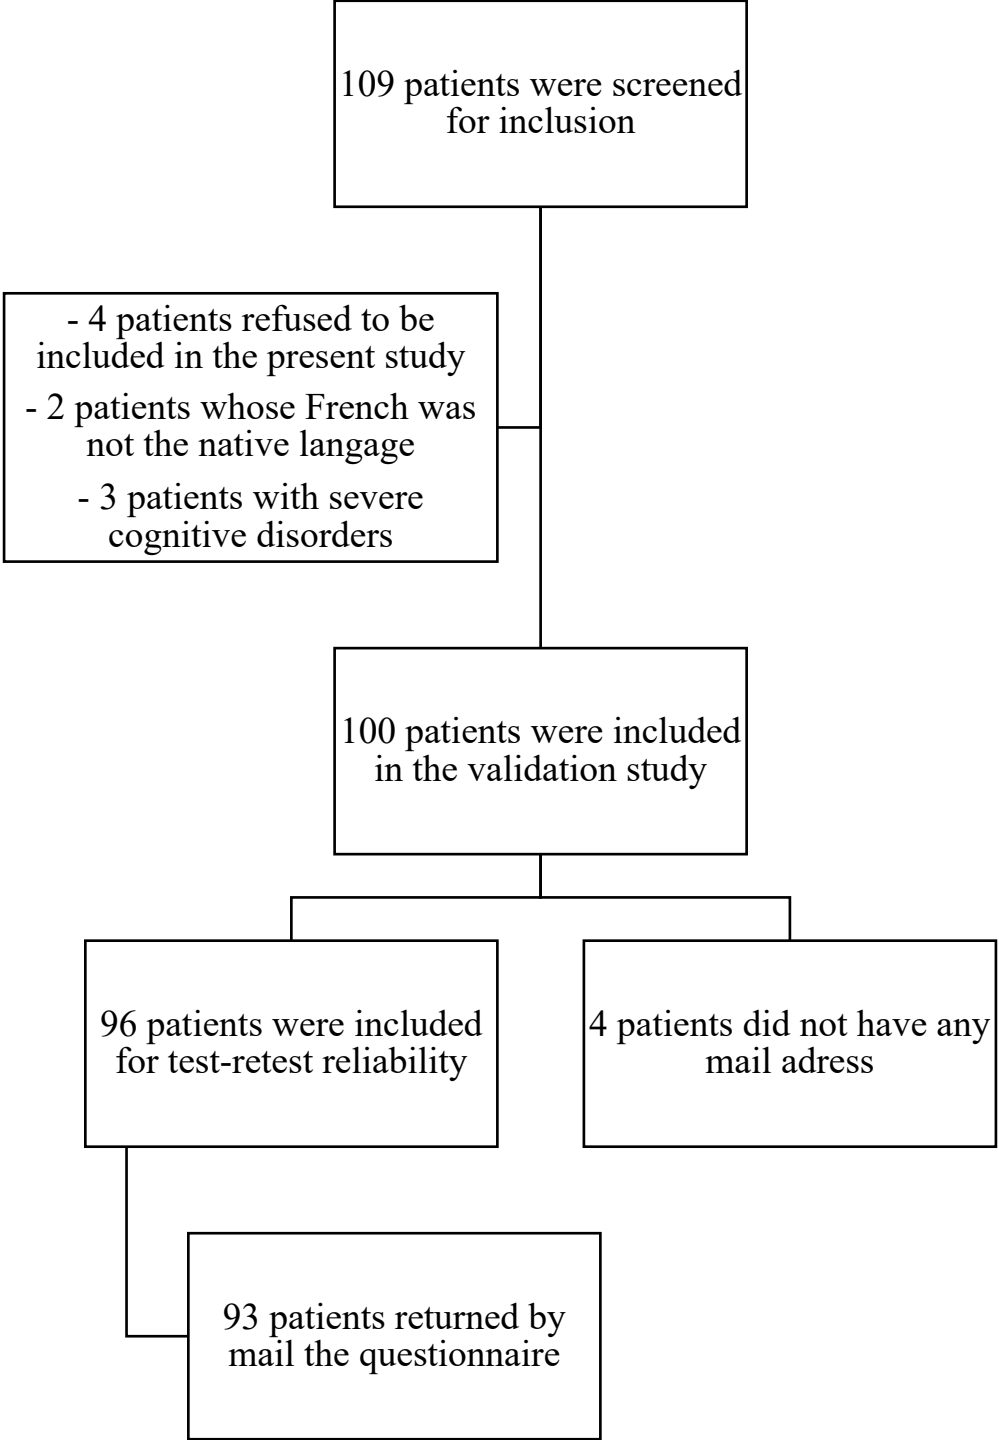 109 patients were screened
for inclusion
- 4 patients refused to be
included in the present study
- 2 patients whose French was
not the native langage
- 3 patients with severe
cognitive disorders
100 patients were included
in the validation study
96 patients were included
for test-retest reliability
4 patients did not have any
mail adress
93 patients returned by
mail the questionnaire